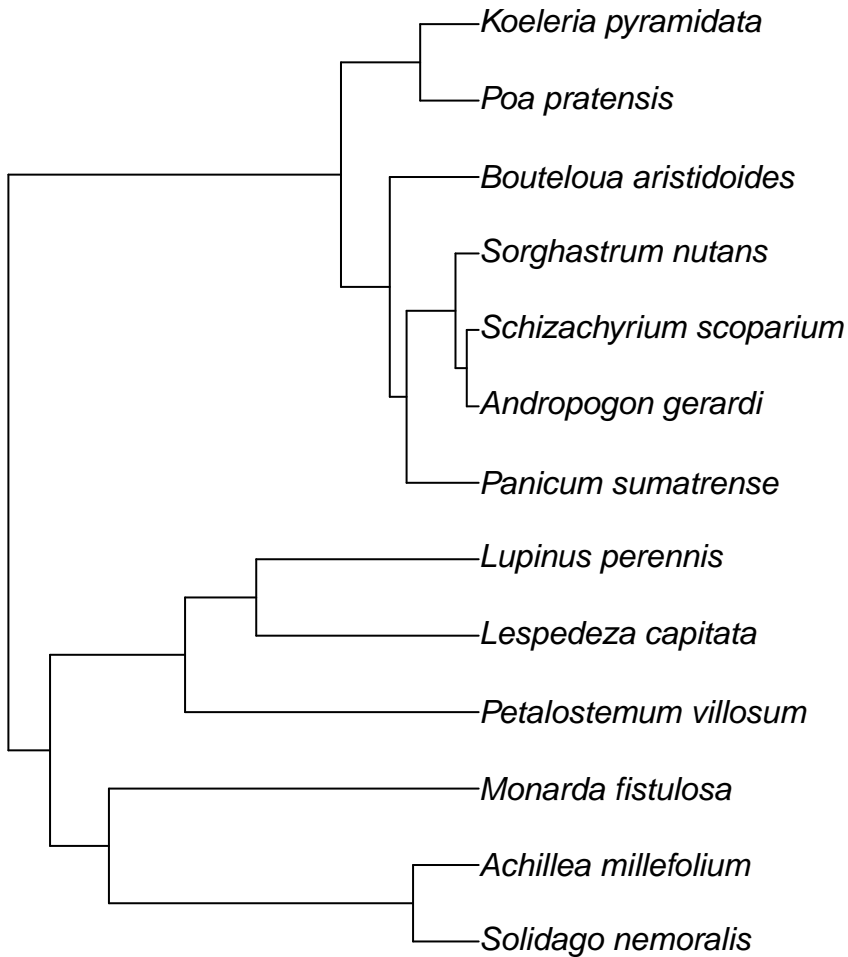 Koeleria pyramidata
Poa pratensis
Bouteloua aristidoides
Sorghastrum nutans
Schizachyrium scoparium
Andropogon gerardi
Panicum sumatrense
Lupinus perennis
Lespedeza capitata
Petalostemum villosum
Monarda fistulosa
Achillea millefolium
Solidago nemoralis